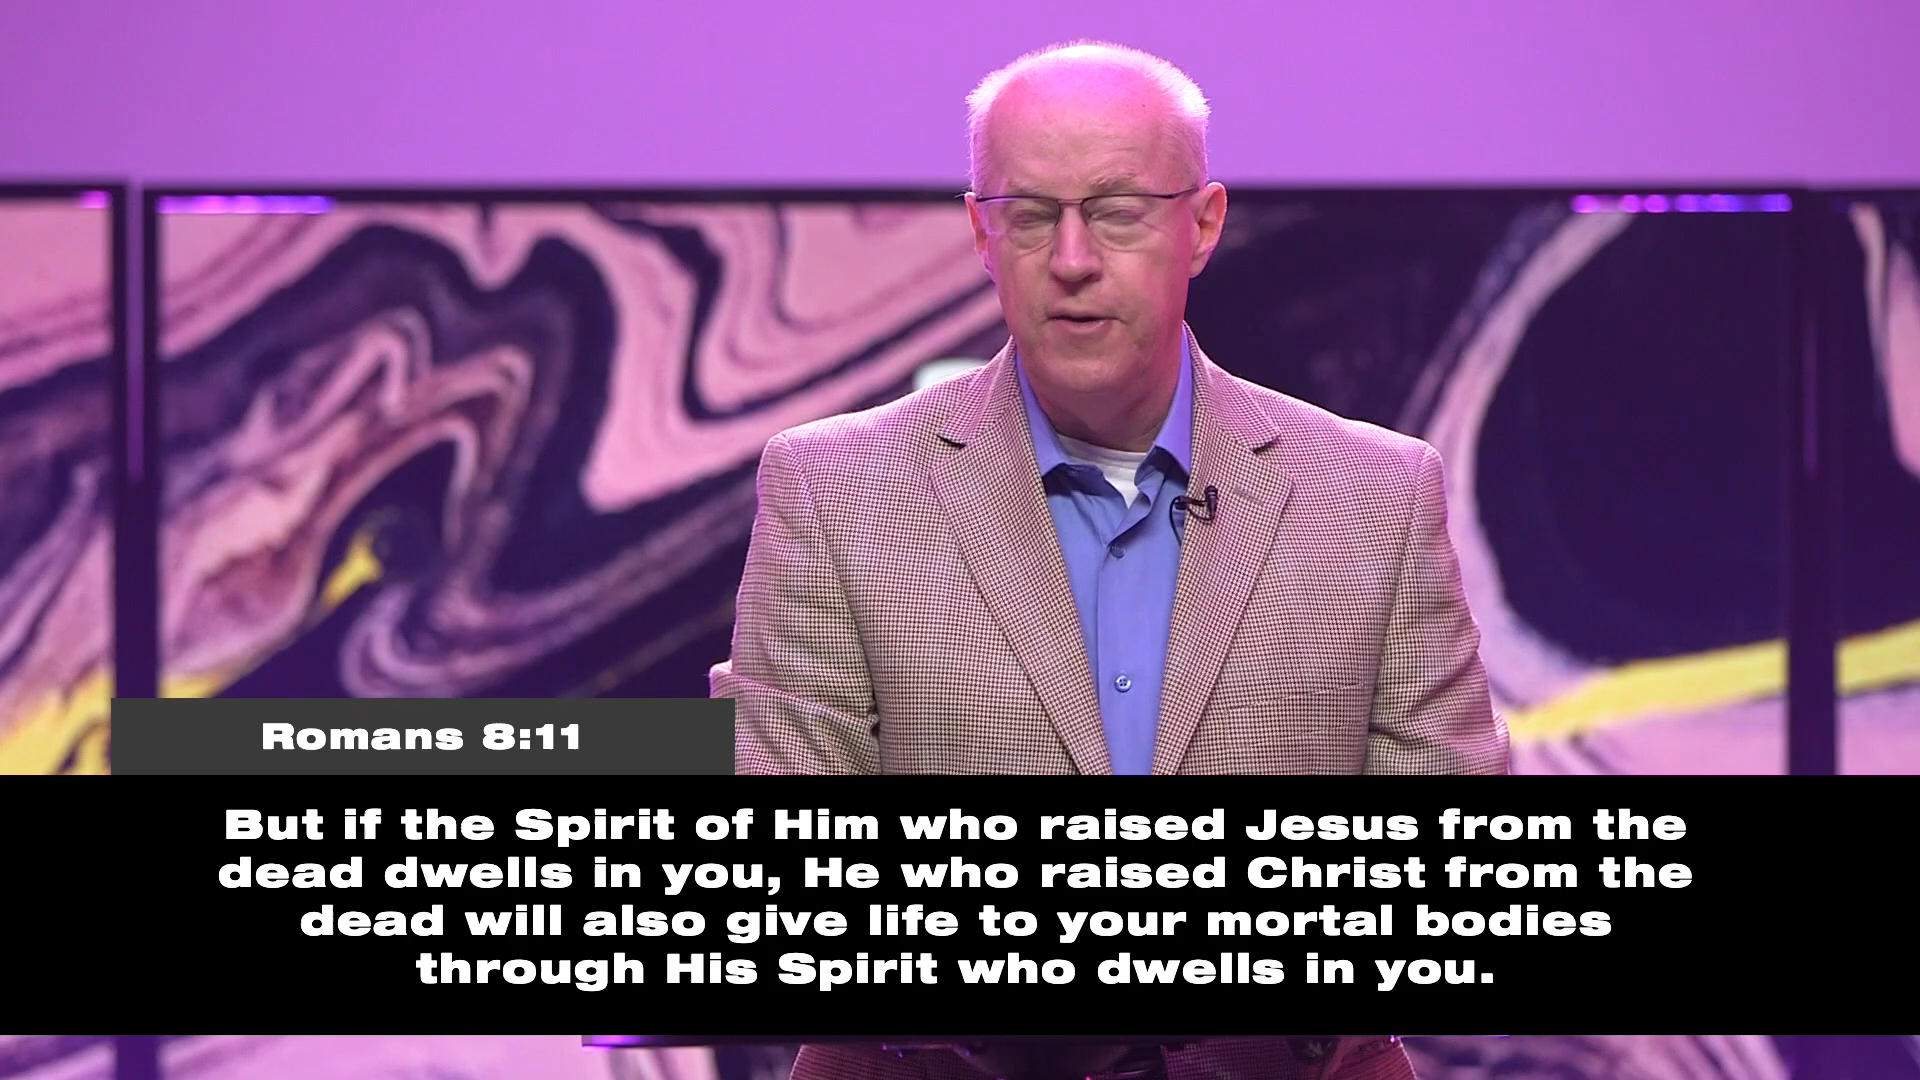 Romans 8:11
But if the Spirit of Him who raised Jesus from the
dead dwells in you, He who raised Christ from the
dead will also give life to your mortal bodies
through His Spirit who dwells in you.